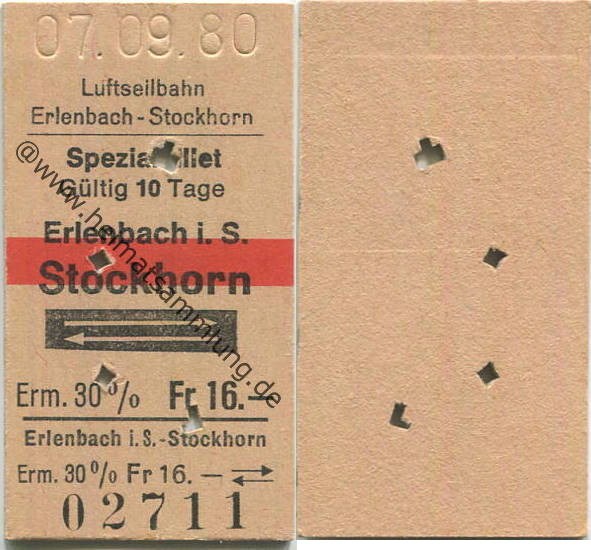 07.09.80
Luftseilbahn
Erlenbach-Stockhorn
Spezialbillet
Gültig 10 Tage
Erlenbach i. S.
Stockhorn
Erm. 30% Fr 16.—
Erlenbach i.S.-Stockhorn
Erm. 30% Fr 16.—
02711
@www.heimatsammlung.de